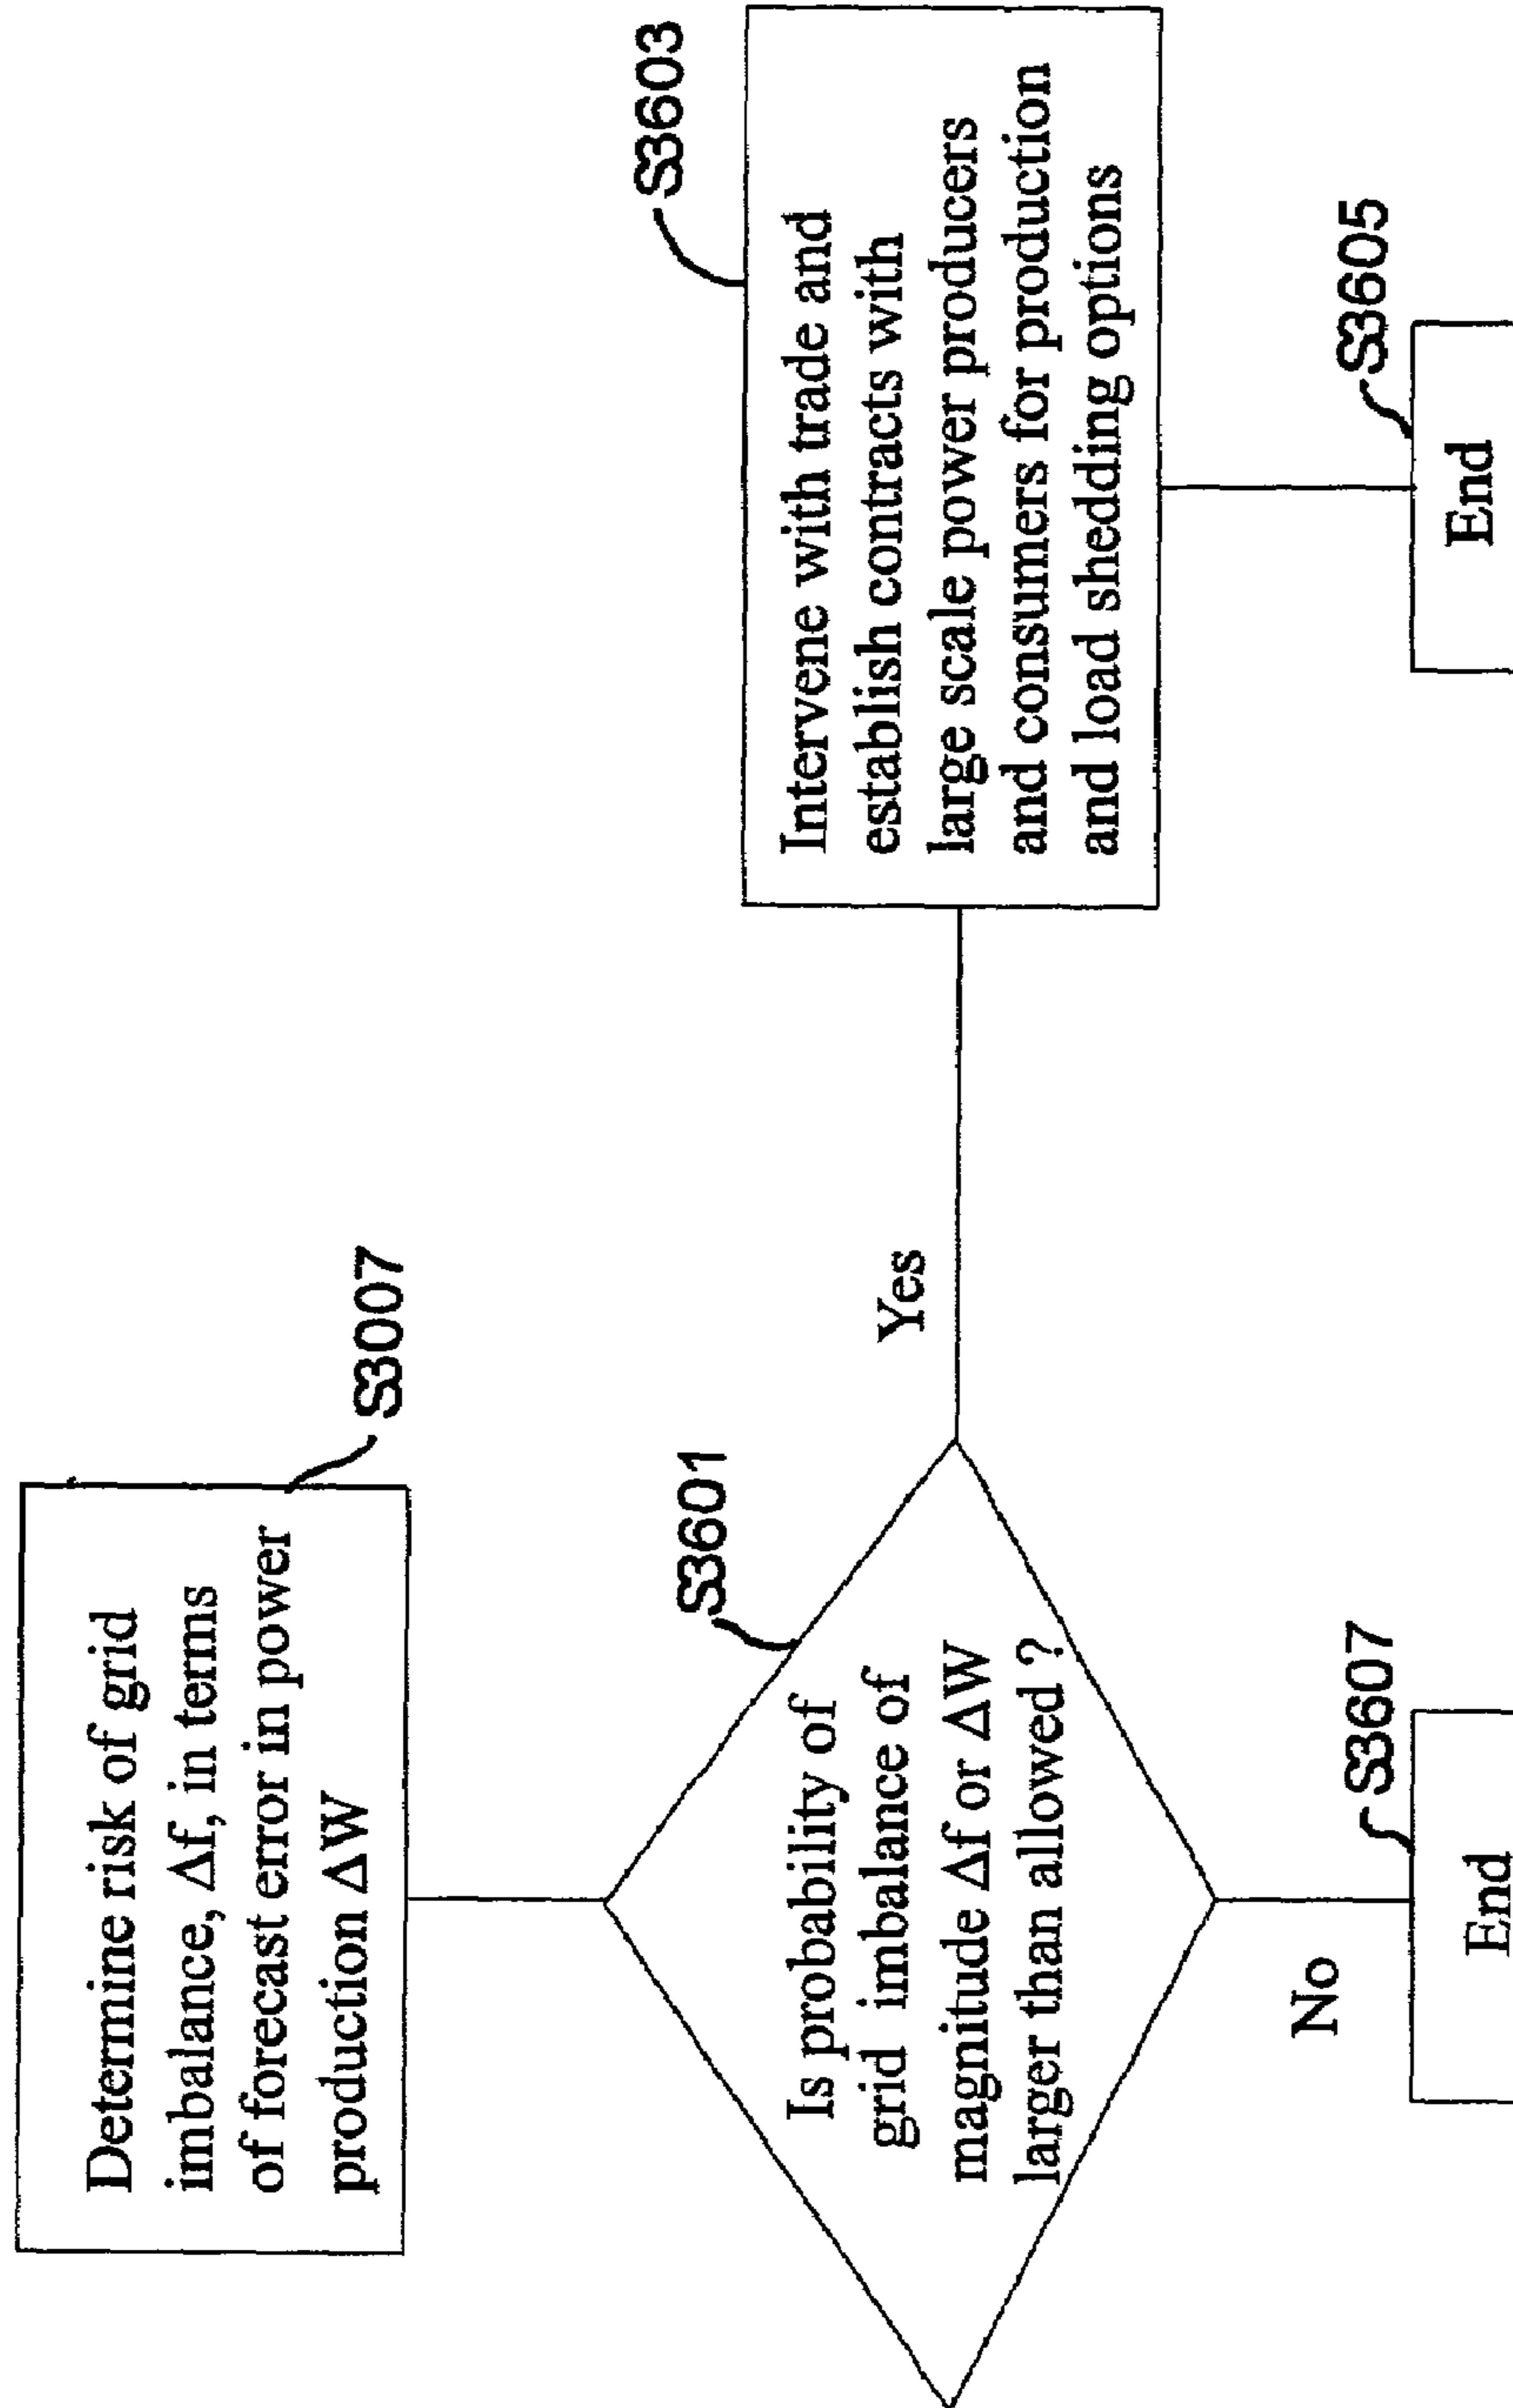 Determine risk of grid
imbalance, Δf, in terms
of forecast error in power
production ΔW
S3007
S3601
Is probability of
grid imbalance of
magnitude Δf or ΔW
larger than allowed ?
Yes
S3603
Intervene with trade and
establish contracts with
large scale power producers
and consumers for production
and load shedding options
No
S3607
End
S3605
End